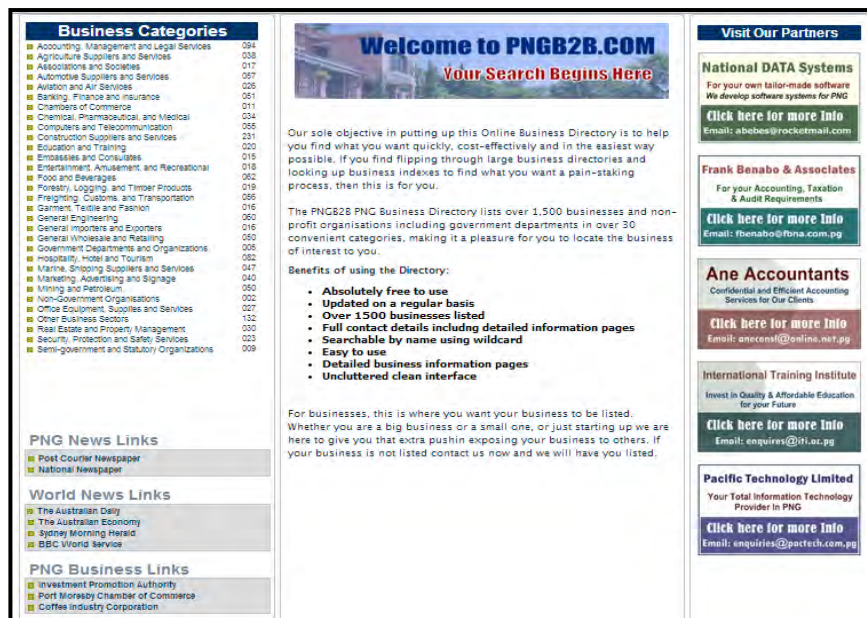 Business Categories
Accounting, Management and Legal Services 094
Agriculture Suppliers and Services 038
Associations and Societies 017
Automotive Suppliers and Services 057
Aviation and Air Services 026
Banking, Finance and Insurance 051
Chambers of Commerce 011
Chemical, Pharmaceutical, and Medical 034
Computers and Telecommunication 055
Construction Suppliers and Services 231
Education and Training 020
Embassies and Consulates 015
Entertainment, Amusement, and Recreational 018
Food and Beverages 062
Forestry, Logging, and Timber Products 019
Freighting, Customs, and Transportation 056
Garment, Textile and Fashion 016
General Engineering 060
General Importers and Exporters 016
General Wholesale and Retailing 050
Government Departments and Organizations 005
Hospitality, Hotel and Tourism 082
Marine, Shipping Suppliers and Services 047
Marketing, Advertising and Signage 040
Mining and Petroleum 050
Non-Government Organisations 002
Office Equipment, Supplies and Services 027
Other Business Sectors 132
Real Estate and Property Management 030
Security, Protection and Safety Services 023
Semi-government and Statutory Organizations 009
PNG News Links
Post Courier Newspaper
National Newspaper
World News Links
The Australian Daily
The Australian Economy
Sydney Morning Herald
BBC World Service
PNG Business Links
Investment Promotion Authority
Port Moresby Chamber of Commerce
Coffee Industry Corporation
Welcome to PNGB2B.COM
Your Search Begins Here
Our sole objective in putting up this Online Business Directory is to help
you find what you want quickly, cost-effectively and in the easiest way
possible. If you find flipping through large business directories and
looking up business indexes to find what you want a pain-staking
process, then this is for you.
The PNGB2B PNG Business Directory lists over 1,500 businesses and non-
profit organisations including government departments in over 30
convenient categories, making it a pleasure for you to locate the business
of interest to you.
Benefits of using the Directory:
• Absolutely free to use
• Updated on a regular basis
• Over 1500 businesses listed
• Full contact details includng detailed information pages
• Searchable by name using wildcard
• Easy to use
• Detailed business information pages
• Uncluttered clean interface
For businesses, this is where you want your business to be listed.
Whether you are a big business or a small one, or just starting up we are
here to give you that extra pushin exposing your business to others. If
your business is not listed contact us now and we will have you listed.
Visit Our Partners
National DATA Systems
For your own tailor-made software
We develop software systems for PNG
Click here for more Info
Email: abebes@rocketmail.com
Frank Benabo & Associates
For your Accounting, Taxation
& Audit Requirements
Click here for more Info
Email: fbenabo@fbna.com.pg
Ane Accountants
Confidential and Efficient Accounting
Services for Our Clients
Click here for more Info
Email: aneconsl@online.net.pg
International Training Institute
Invest in Quality & Affordable Education
for your Future
Click here for more Info
Email: enquires@iti.ac.pg
Pacific Technology Limited
Your Total Information Technology
Provider In PNG
Click here for more Info
Email: enquiries@pactech.com.pg